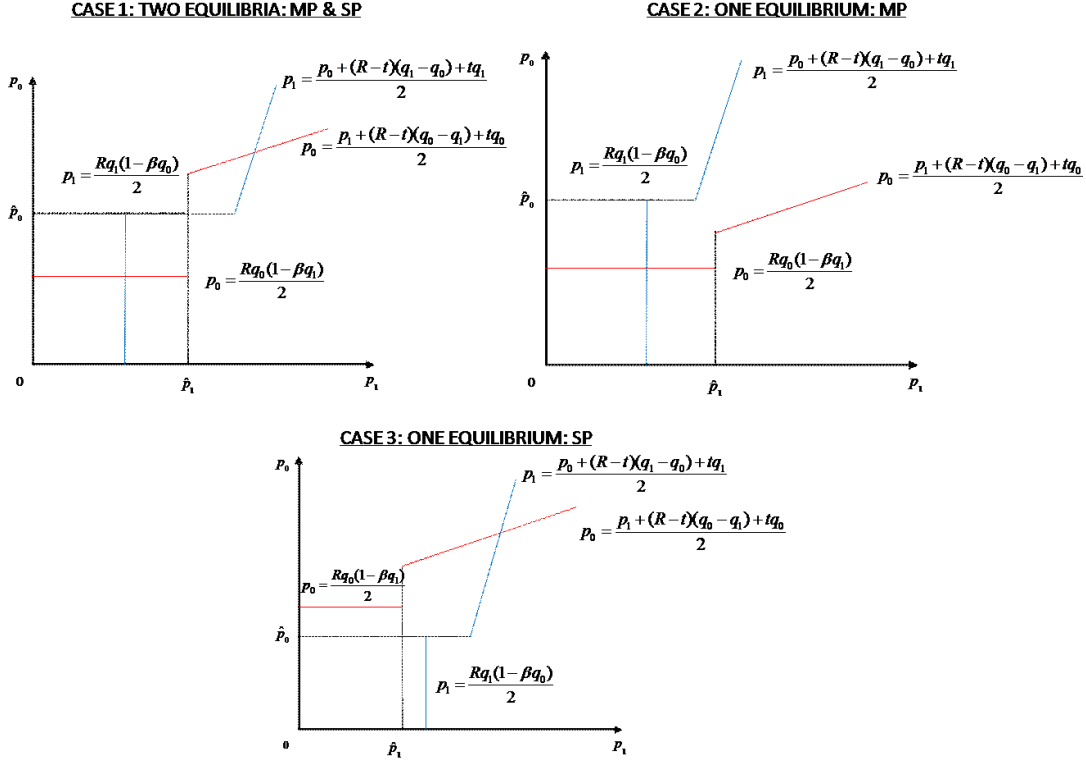 CASE 1: TWO EQUILIBRIA: MP & SP
p₀
p₁ = (p₀ + (R − t)(q₁ − q₀) + tq₁) / 2
p₀ = (p₁ + (R − t)(q₀ − q₁) + tq₀) / 2
p₁ = Rq₁(1 − βq₀) / 2
p̂₀
p₀ = Rq₀(1 − βq₁) / 2
0
p̂₁
p₁
CASE 2: ONE EQUILIBRIUM: MP
p₀
p₁ = (p₀ + (R − t)(q₁ − q₀) + tq₁) / 2
p₁ = Rq₁(1 − βq₀) / 2
p₀ = (p₁ + (R − t)(q₀ − q₁) + tq₀) / 2
p̂₀
p₀ = Rq₀(1 − βq₁) / 2
0
p̂₁
p₁
CASE 3: ONE EQUILIBRIUM: SP
p₀
p₁ = (p₀ + (R − t)(q₁ − q₀) + tq₁) / 2
p₀ = (p₁ + (R − t)(q₀ − q₁) + tq₀) / 2
p₀ = Rq₀(1 − βq₁) / 2
p̂₀
p₁ = Rq₁(1 − βq₀) / 2
0
p̂₁
p₁